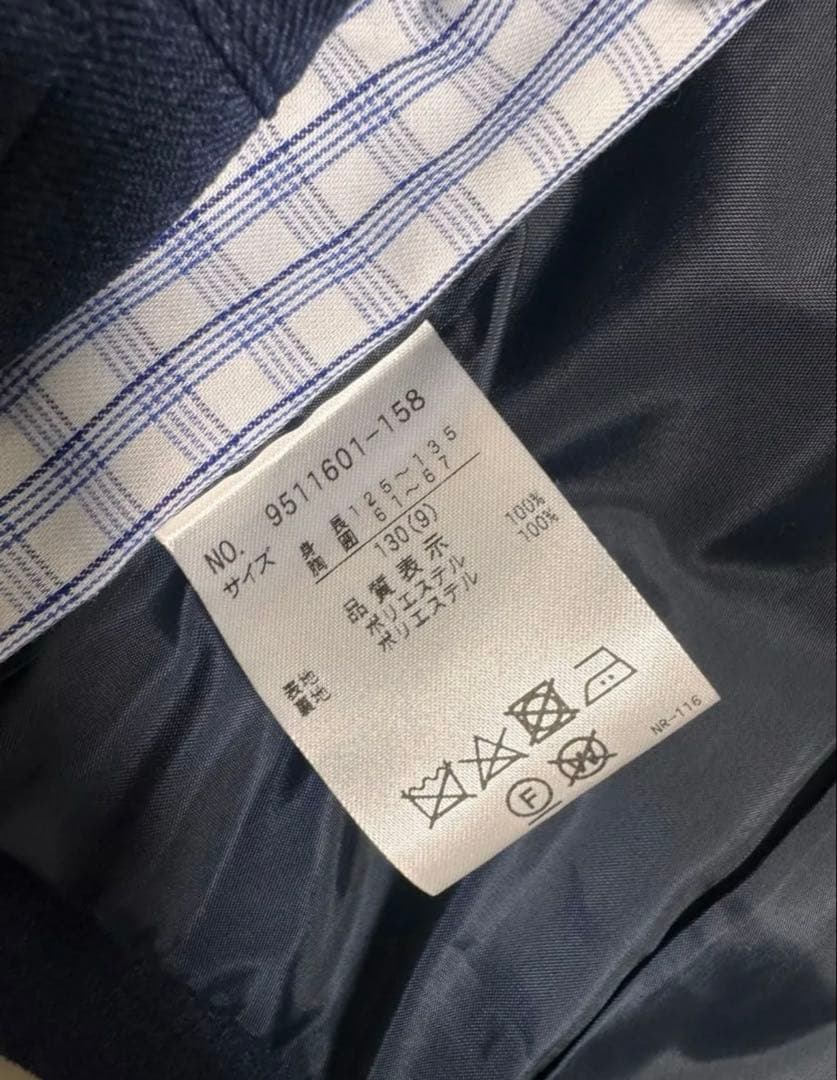 NO. 9511601-158
サイズ 身長 125～135
胸囲 61～67
130(9)
品質表示
表地 ポリエステル 100%
裏地 ポリエステル 100%
F W
NR-116